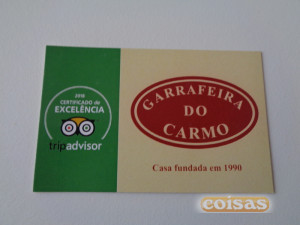 2018
CERTIFICADO de
EXCELÊNCIA
tripadvisor
GARRAFEIRA
DO
CARMO
Casa fundada em 1990
coisas